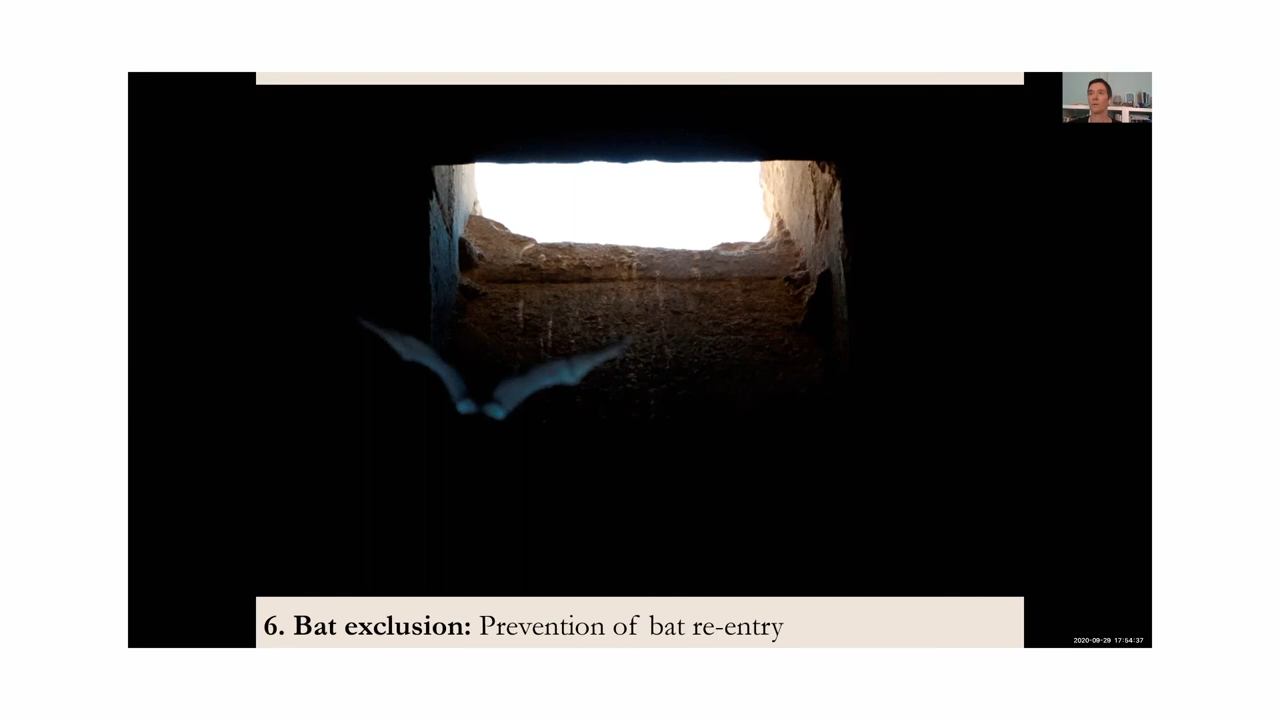 6. Bat exclusion: Prevention of bat re-entry
2020-09-29 17:54:37